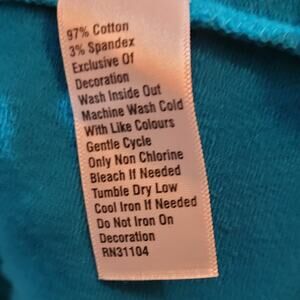 97% Cotton
3% Spandex
Exclusive Of
Decoration
Wash Inside Out
Machine Wash Cold
With Like Colours
Gentle Cycle
Only Non Chlorine
Bleach If Needed
Tumble Dry Low
Cool Iron If Needed
Do Not Iron On
Decoration
RN31104